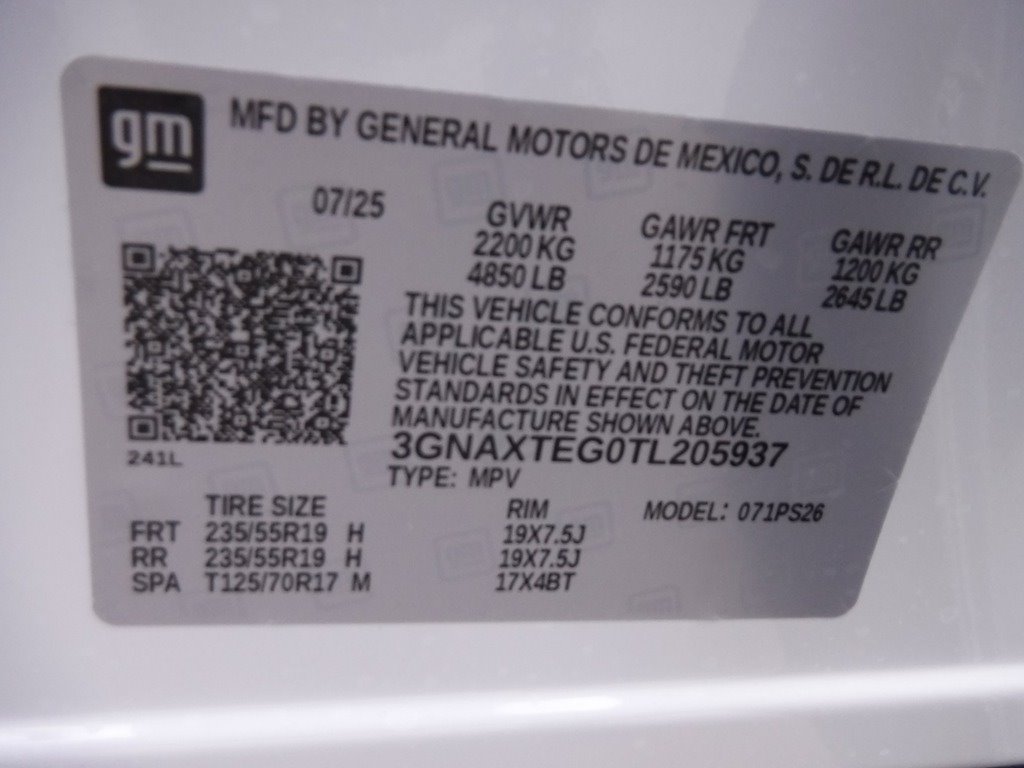 gm
MFD BY GENERAL MOTORS DE MEXICO, S. DE R.L. DE C.V.
07/25
GVWR GAWR FRT GAWR RR
2200 KG 1175 KG 1200 KG
4850 LB 2590 LB 2645 LB
THIS VEHICLE CONFORMS TO ALL
APPLICABLE U.S. FEDERAL MOTOR
VEHICLE SAFETY AND THEFT PREVENTION
STANDARDS IN EFFECT ON THE DATE OF
MANUFACTURE SHOWN ABOVE.
3GNAXTEG0TL205937
241L
TYPE: MPV
TIRE SIZE RIM MODEL: 071PS26
FRT 235/55R19 H 19X7.5J
RR 235/55R19 H 19X7.5J
SPA T125/70R17 M 17X4BT